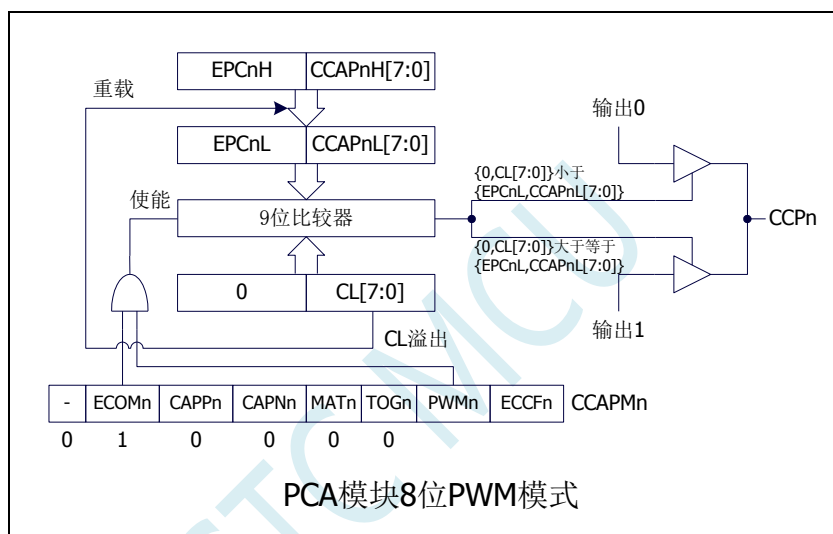 EPCnH CCAPnH[7:0]
重载
输出0
EPCnL CCAPnL[7:0]
{0,CL[7:0]}小于
{EPCnL,CCAPnL[7:0]}
使能
9位比较器
CCPn
{0,CL[7:0]}大于等于
{EPCnL,CCAPnL[7:0]}
0 CL[7:0]
输出1
CL溢出
- ECOMn CAPPn CAPNn MATn TOGn PWMn ECCFn CCAPMn
0 1 0 0 0 0
PCA模块8位PWM模式
STC MCU